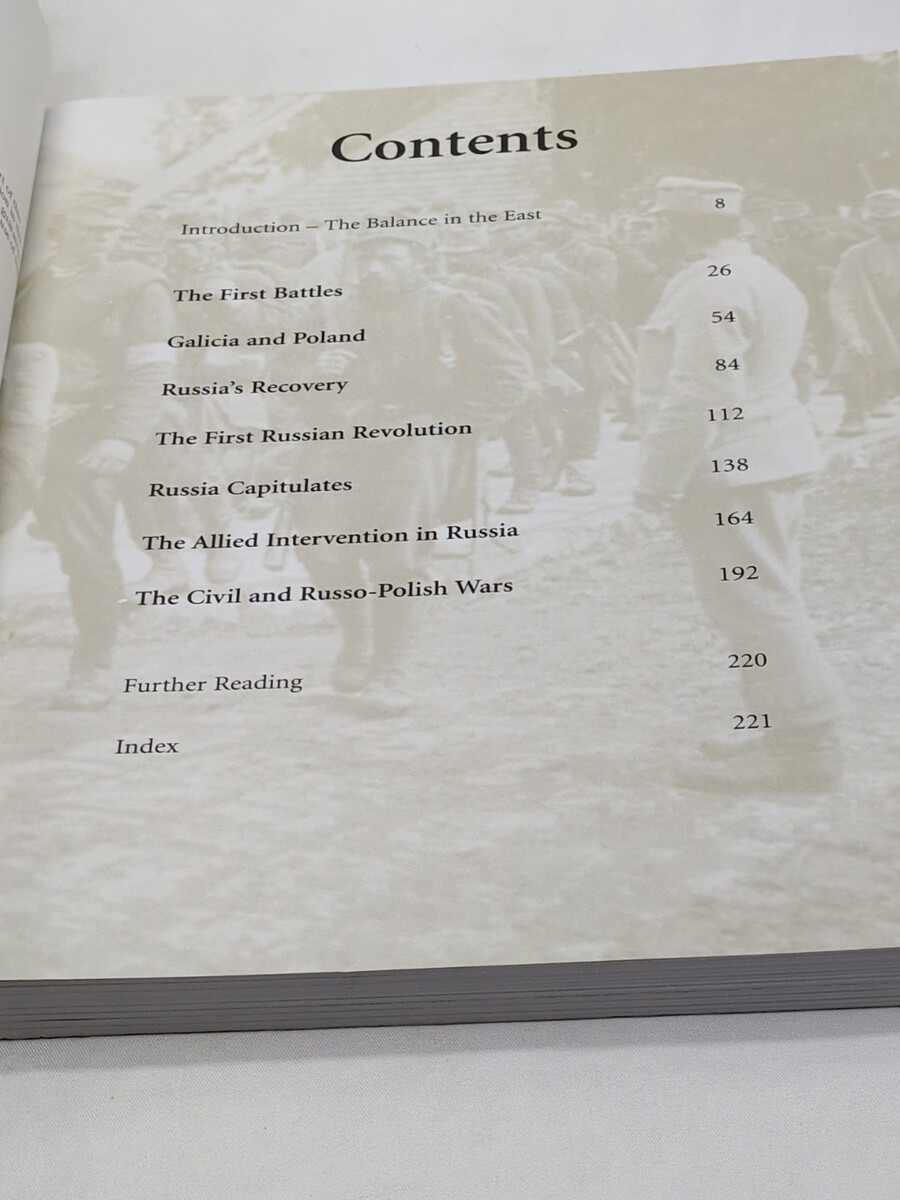 Contents
Introduction – The Balance in the East 8
The First Battles 26
Galicia and Poland 54
Russia's Recovery 84
The First Russian Revolution 112
Russia Capitulates 138
The Allied Intervention in Russia 164
The Civil and Russo-Polish Wars 192
Further Reading 220
Index 221